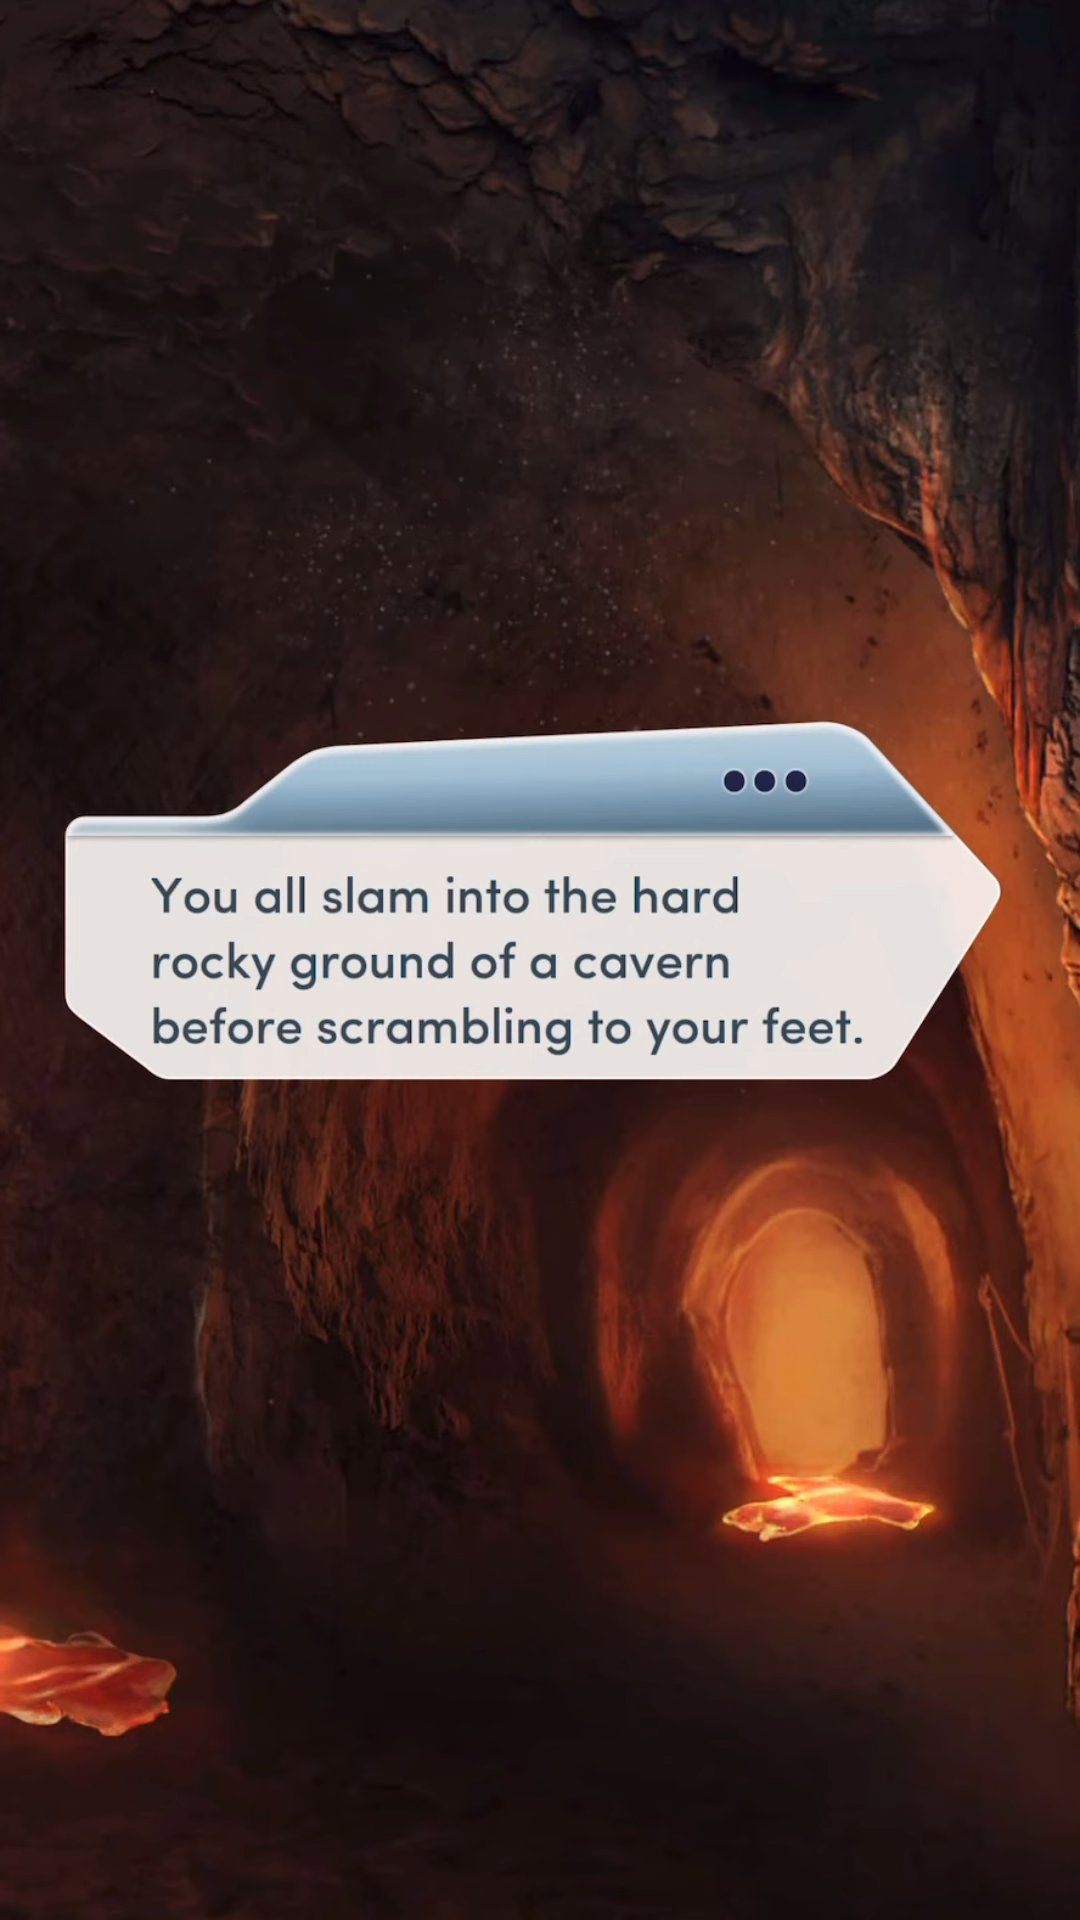 You all slam into the hard
rocky ground of a cavern
before scrambling to your feet.